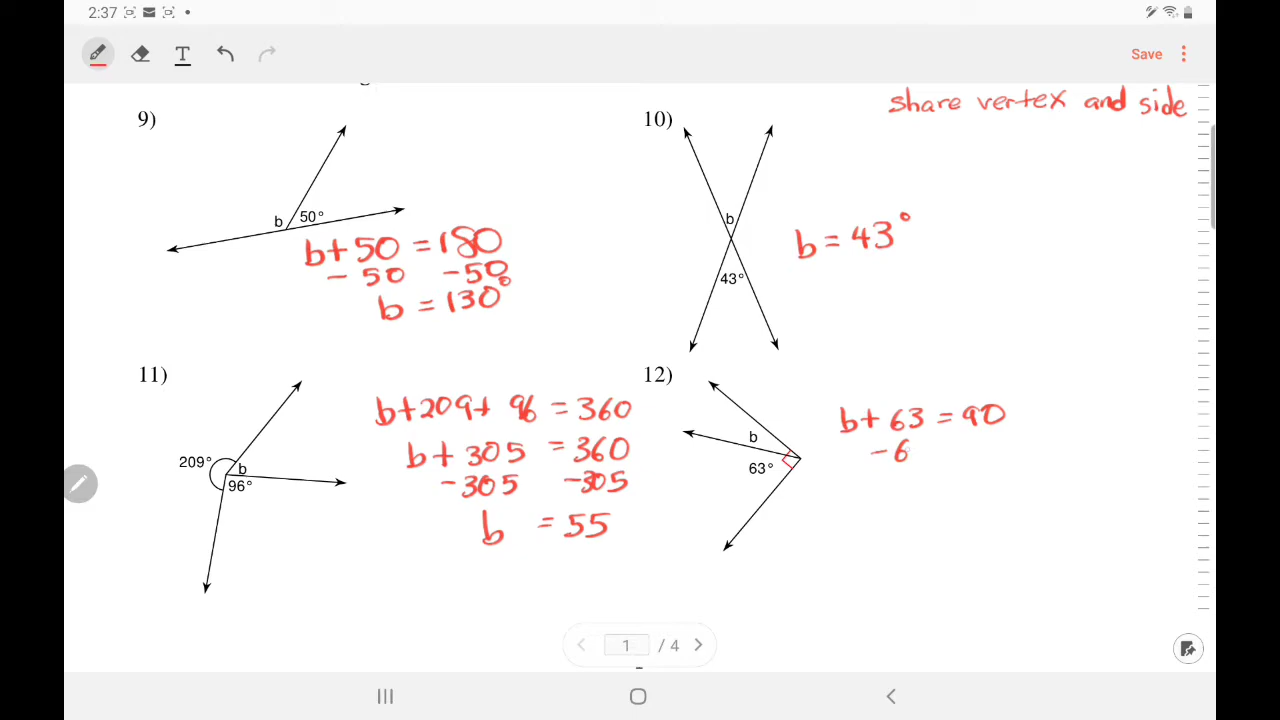 2:37
T
Save
share vertex and side
9)
b 50°
b+50 = 180
- 50 -50
b = 130°
10)
b
43°
b = 43°
11)
209°
b
96°
b+209+ 96 = 360
b + 305 = 360
-305 -305
b = 55
12)
b
63°
b + 63 = 90
-6
1 / 4